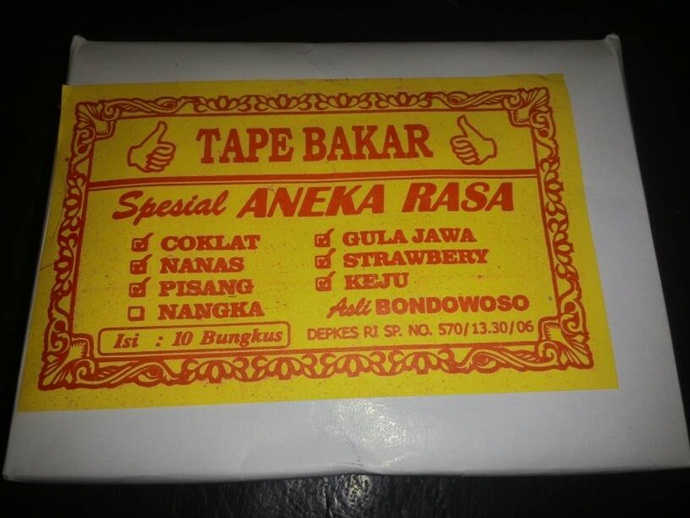 TAPE BAKAR
Spesial ANEKA RASA
COKLAT
NANAS
PISANG
NANGKA
GULA JAWA
STRAWBERY
KEJU
Asli BONDOWOSO
Isi : 10 Bungkus
DEPKES RI SP. NO. 570/13.30/06